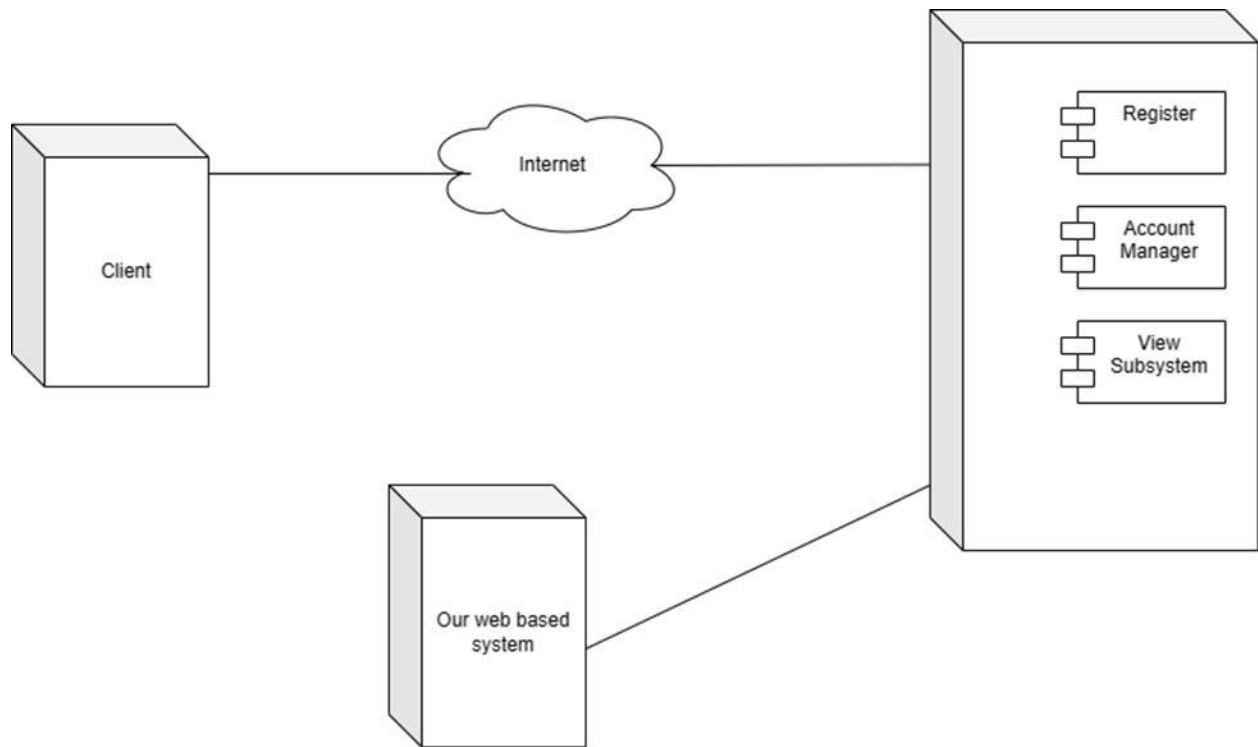 Register
Internet
Account
Manager
Client
View
Subsystem
Our web based
system